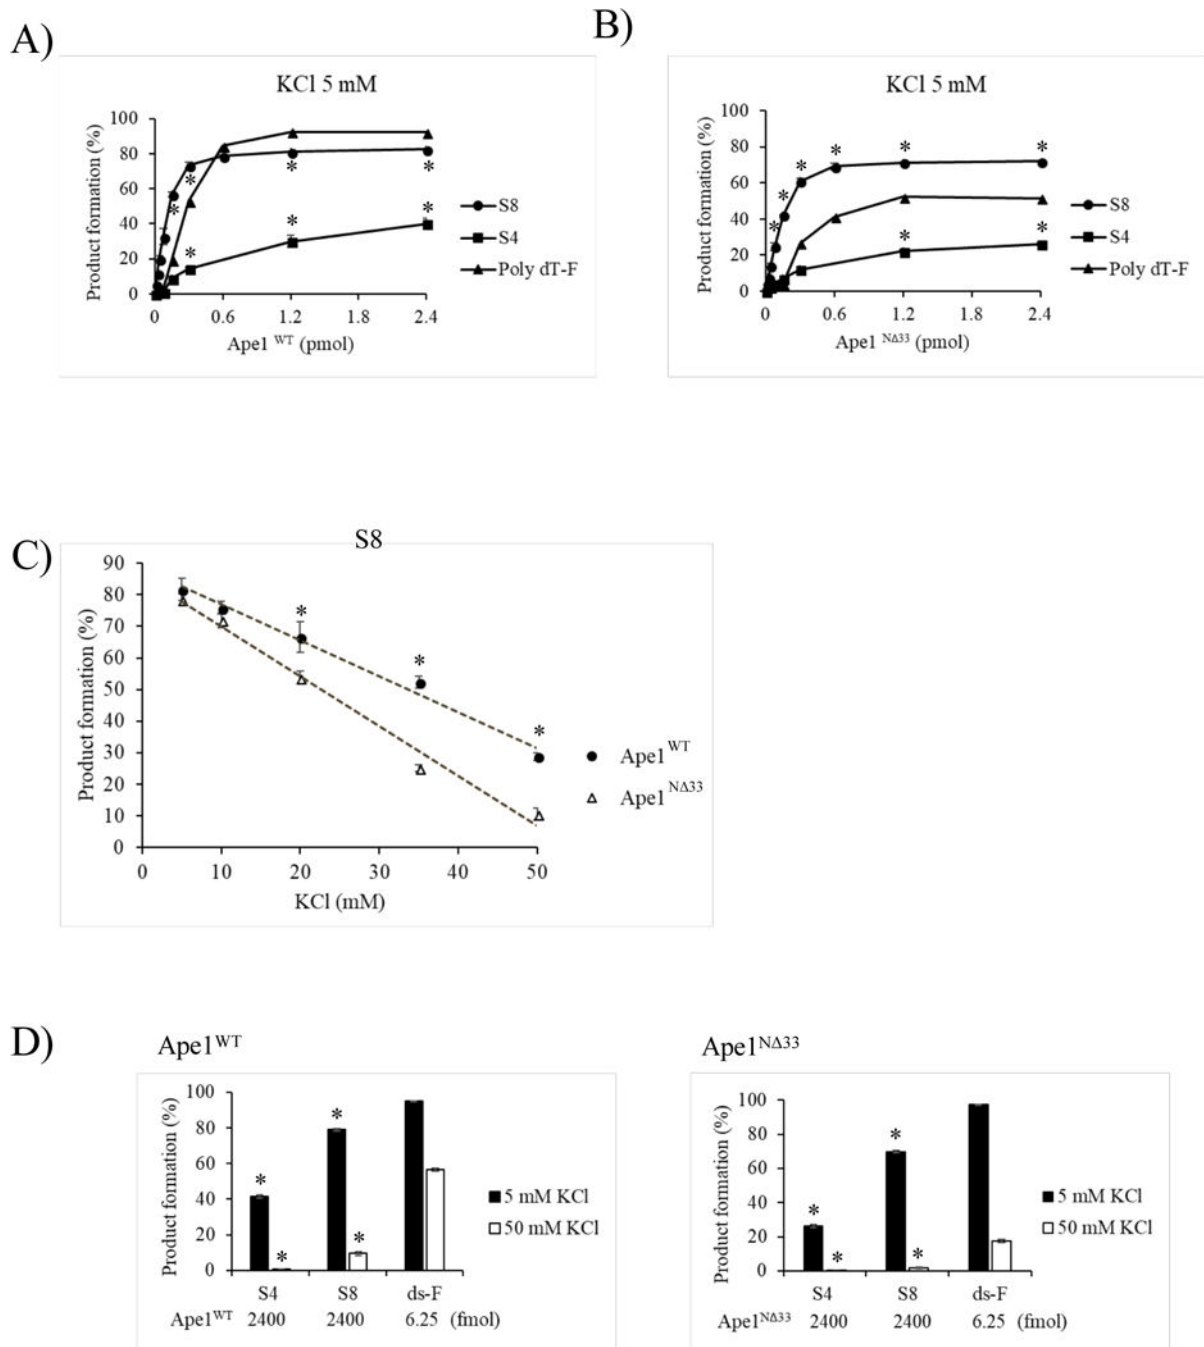 A)
KCl 5 mM
Product formation (%)
100
80
60
40
20
0
0 0.6 1.2 1.8 2.4
Ape1 WT (pmol)
* * * * * * *
S8
S4
Poly dT-F
B)
KCl 5 mM
Product formation (%)
100
80
60
40
20
0
0 0.6 1.2 1.8 2.4
Ape1 NΔ33 (pmol)
* * * * * * * * *
S8
S4
Poly dT-F
C)
S8
Product formation (%)
90
80
70
60
50
40
30
20
10
0
0 10 20 30 40 50
KCl (mM)
* * *
Ape1WT
Ape1NΔ33
D)
Ape1WT
Product formation (%)
100
80
60
40
20
0
* * * *
S4 S8 ds-F
Ape1WT 2400 2400 6.25 (fmol)
5 mM KCl
50 mM KCl
Ape1NΔ33
Product formation (%)
100
80
60
40
20
0
* * * *
S4 S8 ds-F
Ape1NΔ33 2400 2400 6.25 (fmol)
5 mM KCl
50 mM KCl